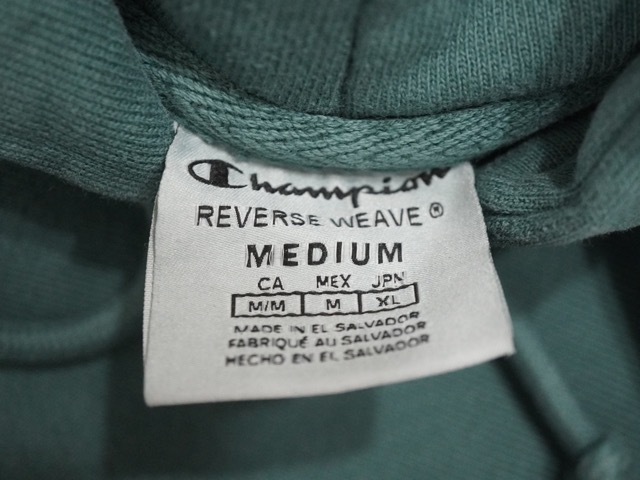 Champion
REVERSE WEAVE®
MEDIUM
CA MEX JPN
M/M M XL
MADE IN EL SALVADOR
FABRIQUÉ AU SALVADOR
HECHO EN EL SALVADOR